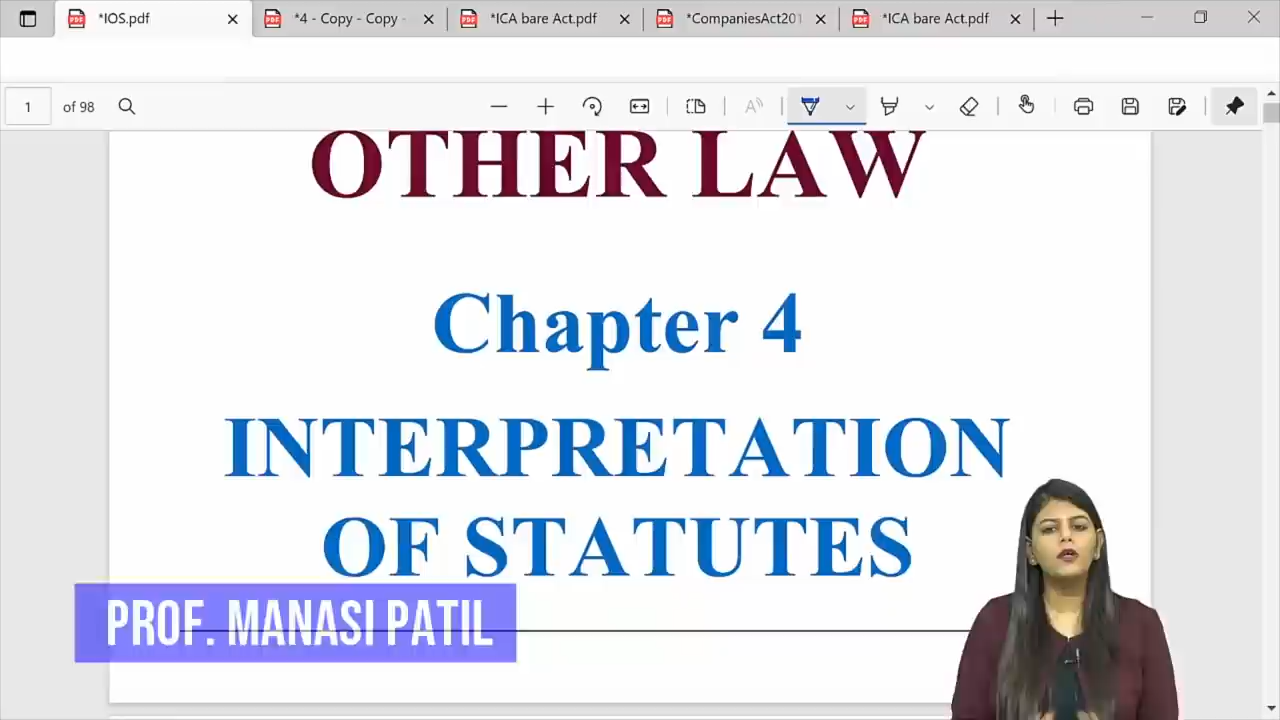 *IOS.pdf
*4 - Copy - Copy -
*ICA bare Act.pdf
*CompaniesAct201
*ICA bare Act.pdf
1 of 98
OTHER LAW
Chapter 4
INTERPRETATION
OF STATUTES
PROF. MANASI PATIL